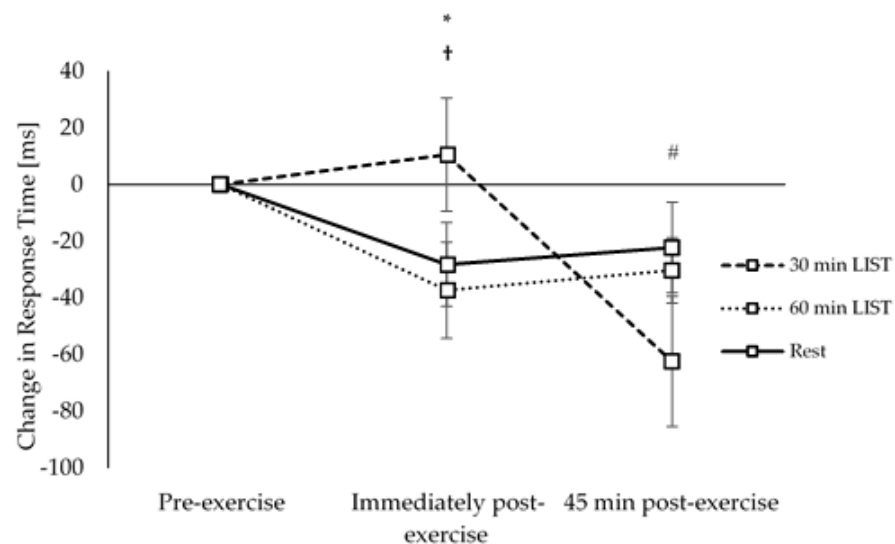 *
†
40
20
0
-20
-40
-60
-80
-100
Change in Response Time [ms]
#
30 min LIST
60 min LIST
Rest
Pre-exercise
Immediately post-
exercise
45 min post-exercise